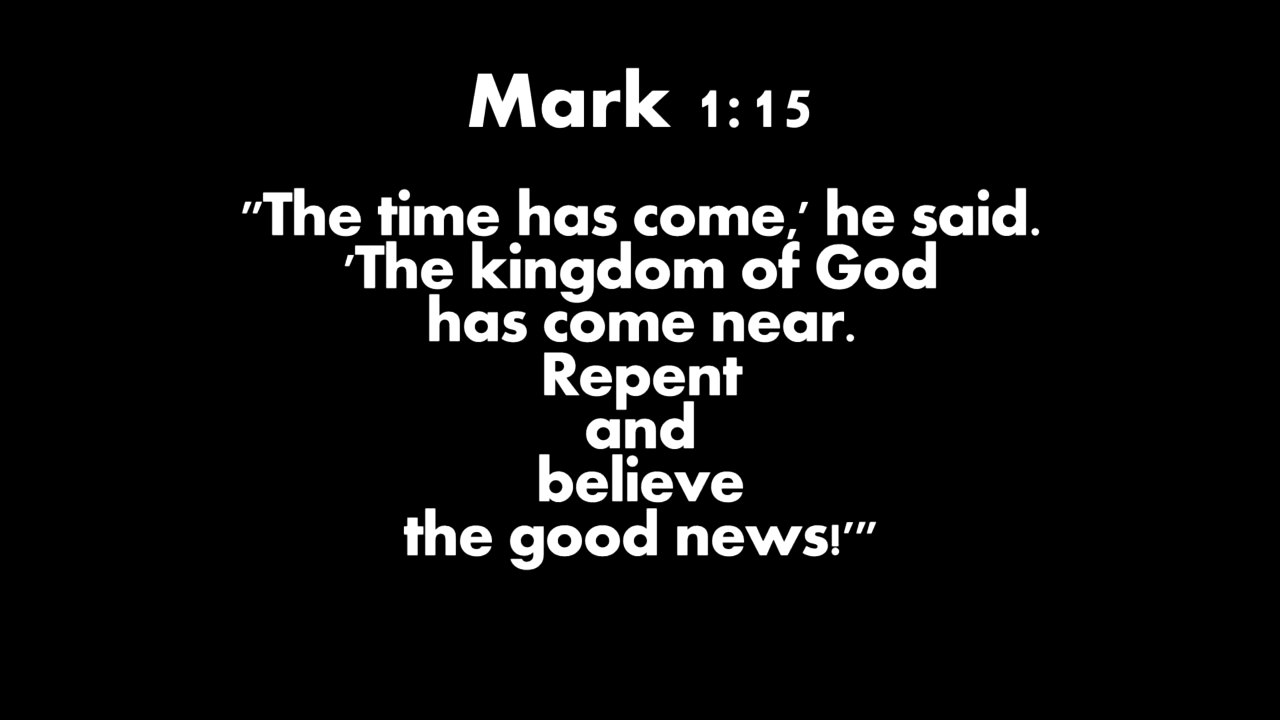 Mark 1:15
"The time has come,' he said.
'The kingdom of God
has come near.
Repent
and
believe
the good news!'"